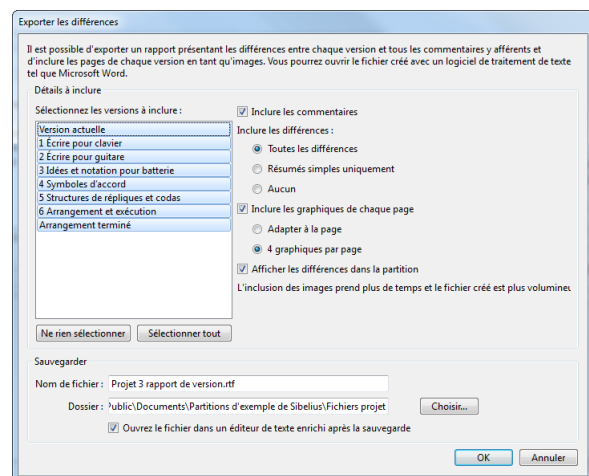 Exporter les différences
Il est possible d'exporter un rapport présentant les différences entre chaque version et tous les commentaires y afférents et
d'inclure les pages de chaque version en tant qu'images. Vous pourrez ouvrir le fichier créé avec un logiciel de traitement de texte
tel que Microsoft Word.
Détails à inclure
Sélectionnez les versions à inclure :
Version actuelle
1 Écrire pour clavier
2 Écrire pour guitare
3 Idées et notation pour batterie
4 Symboles d'accord
5 Structures de répliques et codas
6 Arrangement et exécution
Arrangement terminé
Ne rien sélectionner
Sélectionner tout
Inclure les commentaires
Inclure les différences :
Toutes les différences
Résumés simples uniquement
Aucun
Inclure les graphiques de chaque page
Adapter à la page
4 graphiques par page
Afficher les différences dans la partition
L'inclusion des images prend plus de temps et le fichier créé est plus volumineu
Sauvegarder
Nom de fichier : Projet 3 rapport de version.rtf
Dossier : Public\Documents\Partitions d'exemple de Sibelius\Fichiers projet
Choisir...
Ouvrez le fichier dans un éditeur de texte enrichi après la sauvegarde
OK
Annuler